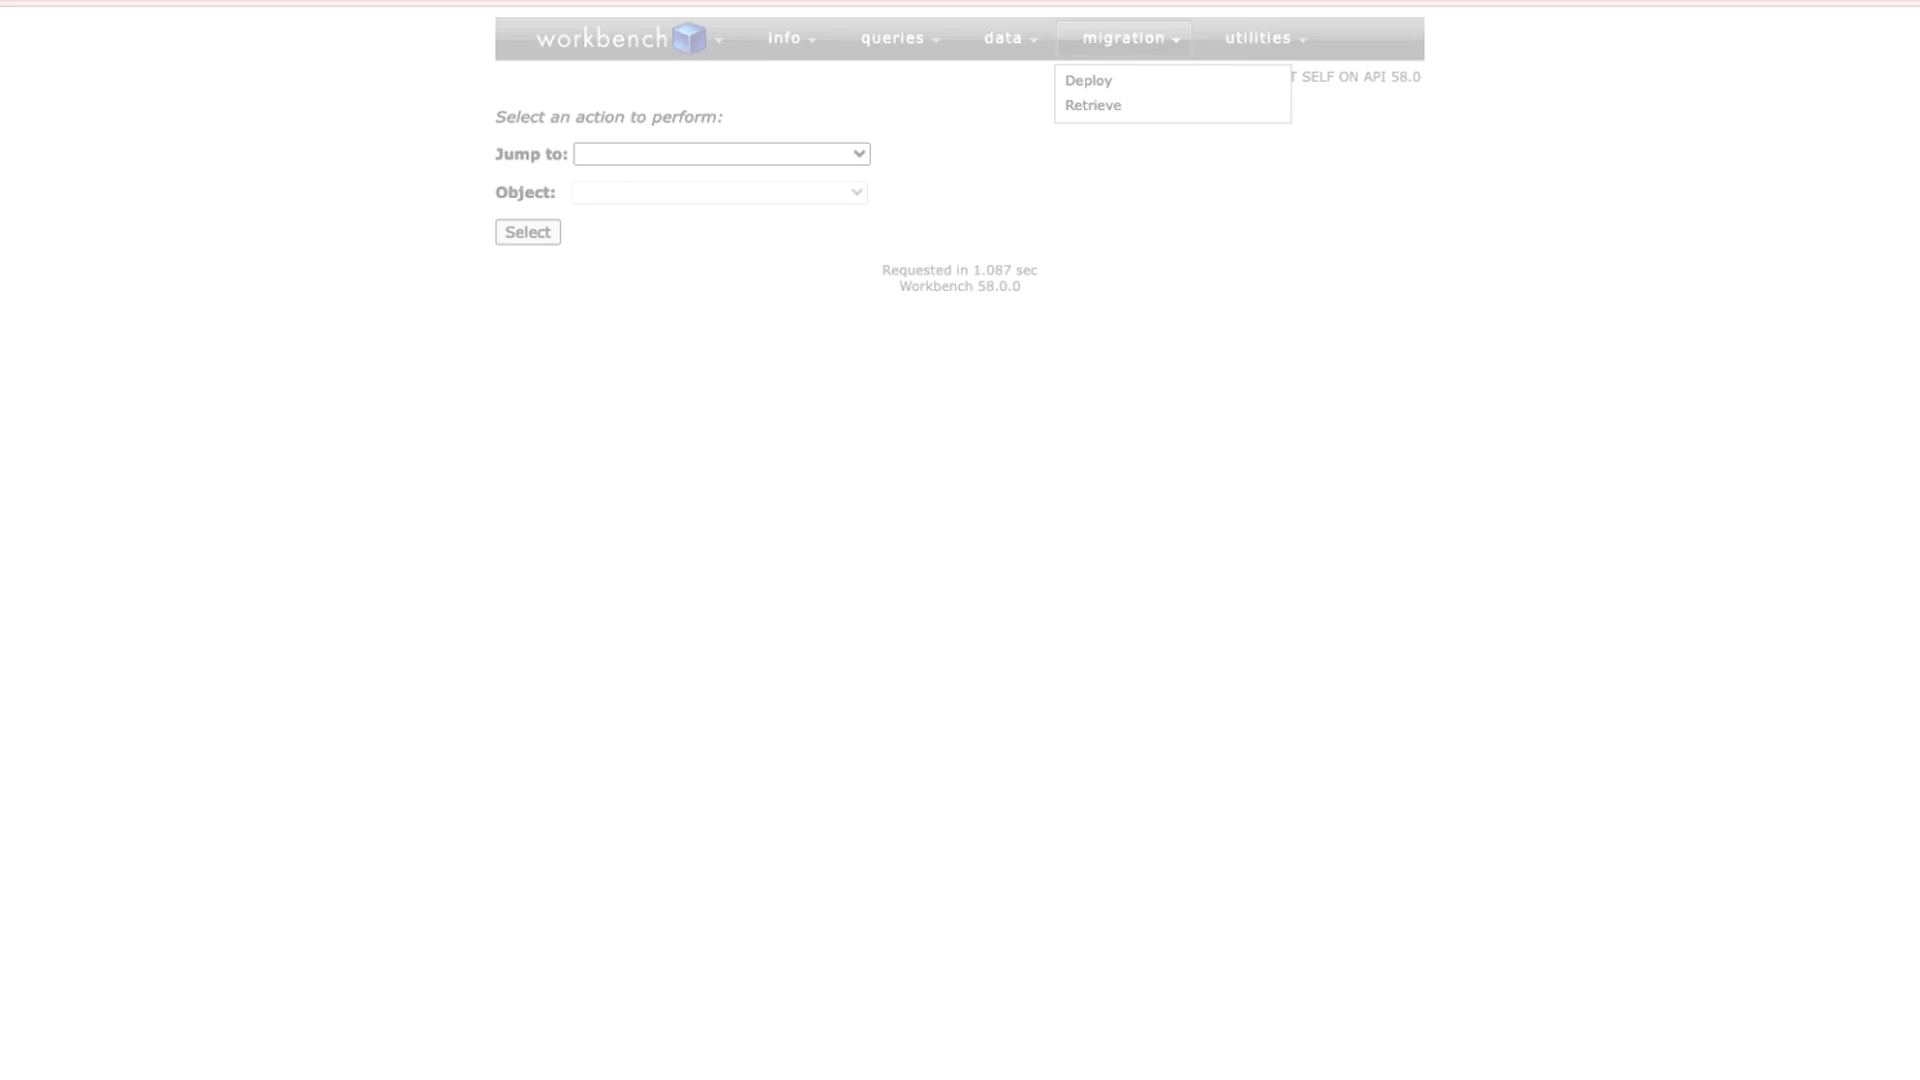 workbench info queries data migration utilities
Deploy
T SELF ON API 58.0
Retrieve
Select an action to perform:
Jump to:
Object:
Select
Requested in 1.087 sec
Workbench 58.0.0